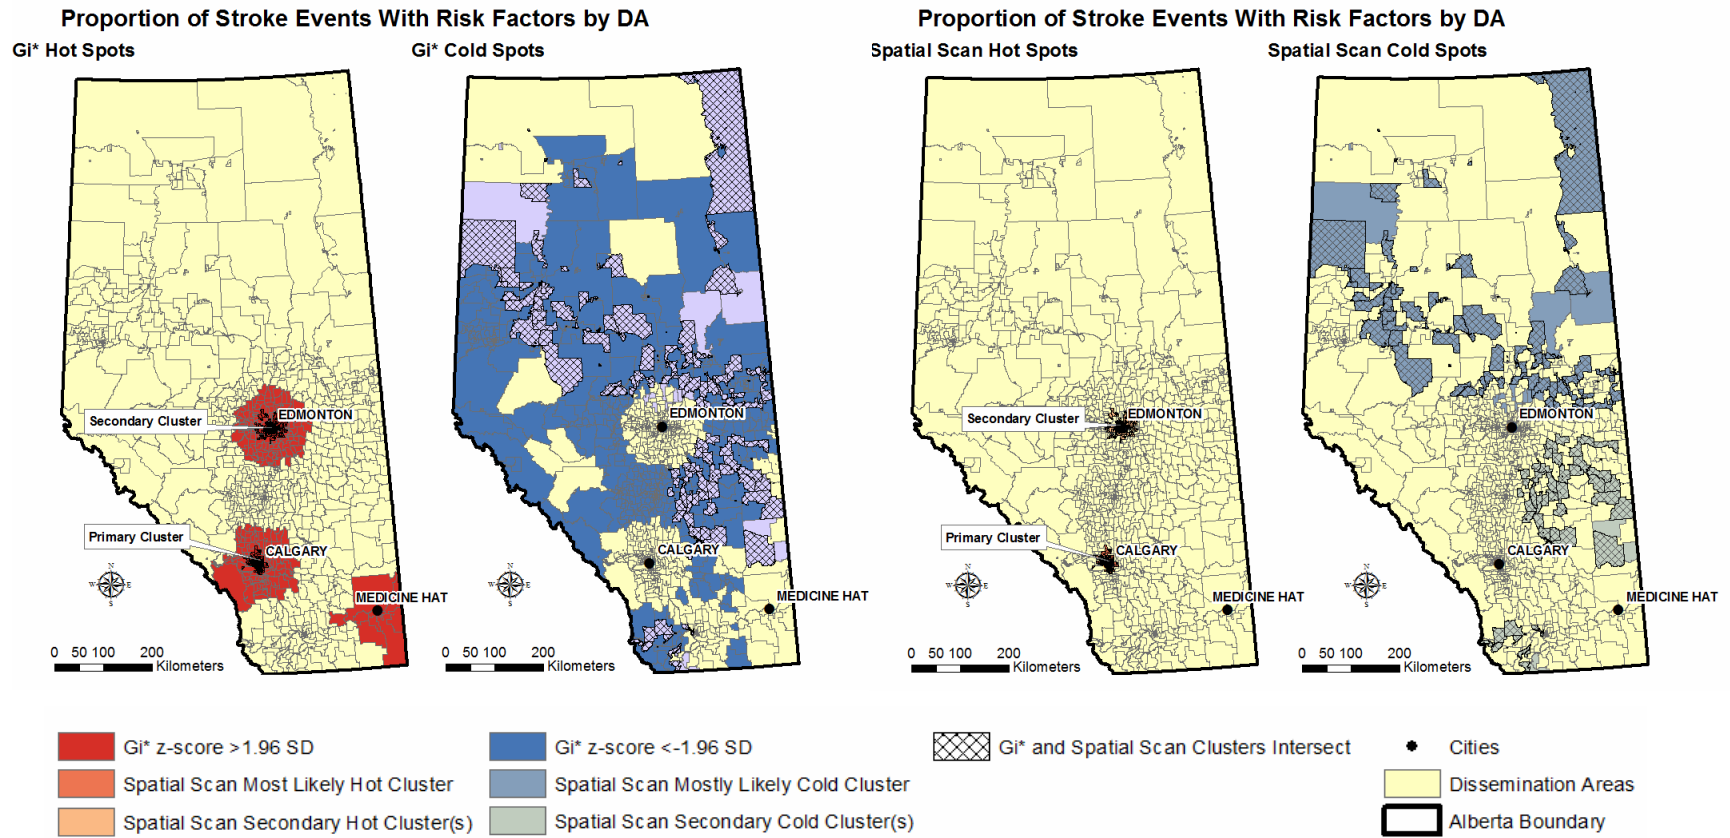 Proportion of Stroke Events With Risk Factors by DA
Proportion of Stroke Events With Risk Factors by DA
Gi* Hot Spots
Gi* Cold Spots
Spatial Scan Hot Spots
Spatial Scan Cold Spots
Secondary Cluster
EDMONTON
Primary Cluster
CALGARY
MEDICINE HAT
N
W E
S
0 50 100 200
Kilometers
EDMONTON
CALGARY
MEDICINE HAT
N
W E
S
0 50 100 200
Kilometers
Secondary Cluster
EDMONTON
Primary Cluster
CALGARY
MEDICINE HAT
N
W E
S
0 50 100 200
Kilometers
EDMONTON
CALGARY
MEDICINE HAT
N
W E
S
0 50 100 200
Kilometers
Gi* z-score >1.96 SD
Spatial Scan Most Likely Hot Cluster
Spatial Scan Secondary Hot Cluster(s)
Gi* z-score <-1.96 SD
Spatial Scan Mostly Likely Cold Cluster
Spatial Scan Secondary Cold Cluster(s)
Gi* and Spatial Scan Clusters Intersect
Cities
Dissemination Areas
Alberta Boundary